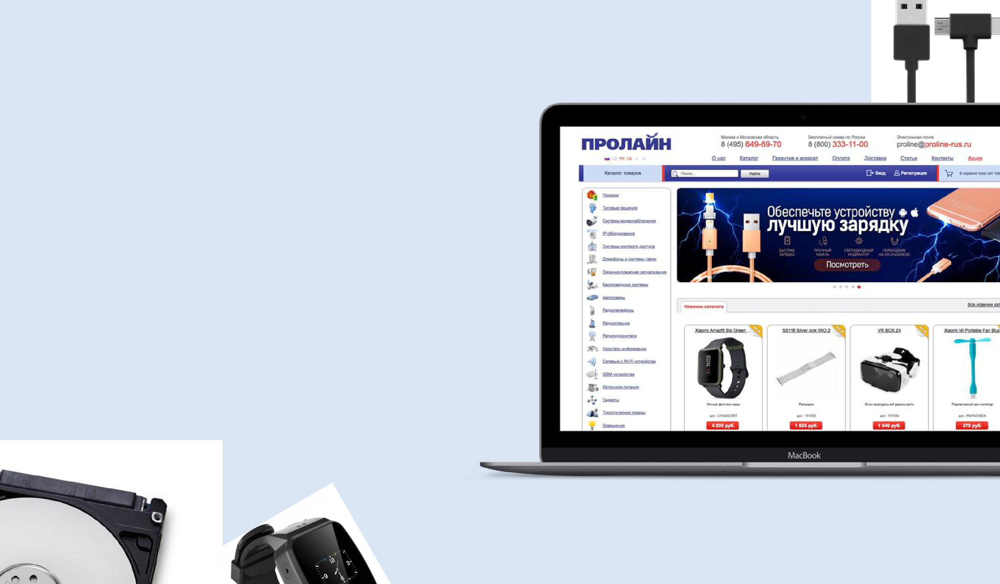 ПРОЛАЙН
Москва и Московская область
8 (495) 649-69-70
Бесплатный номер по России
8 (800) 333-11-00
Электронная почта
proline@proline-rus.ru
О нас Каталог Гарантия и возврат Оплата Доставка Статьи Контакты Акции
Каталог товаров
Поиск...
Найти
Вход
Регистрация
В корзине пока нет тов
Подарки
Типовые решения
Системы видеонаблюдения
IP-оборудование
Системы контроля доступа
Домофоны и системы связи
Охранно-пожарная сигнализация
Беспроводные системы
Автотовары
Радиотелефоны
Радиостанции
Радиоудлинители
Носители информации
Сетевые и Wi-Fi устройства
GSM-устройства
Источники питания
Гаджеты
Туристические товары
Освещение
Обеспечьте устройству
лучшую зарядку
БЫСТРАЯ
ЗАРЯДКА
ПРОЧНЫЙ
КАБЕЛЬ
СВЕТОДИОДНЫЙ
ИНДИКАТОР
ПЕРЕХОДНИК
НА IOS И ANDROID
Посмотреть
Новинки каталога
Все новинки кат
Xiaomi Amazfit Bip Green ...
NEW
Умные фитнес-часы
арт.: UYG4023RT
4 225 руб.
SS116 Silver для IWO 2
NEW
Ремешок
арт.: 111032
1 625 руб.
VR BOX Z4
NEW
Очки виртуальной реальности
арт.: 111100
1 040 руб.
Xiaomi Mi Portable Fan Blue
Портативный вентилятор
арт.: PNP4016CN
270 руб.
MacBook
12
3
6
9